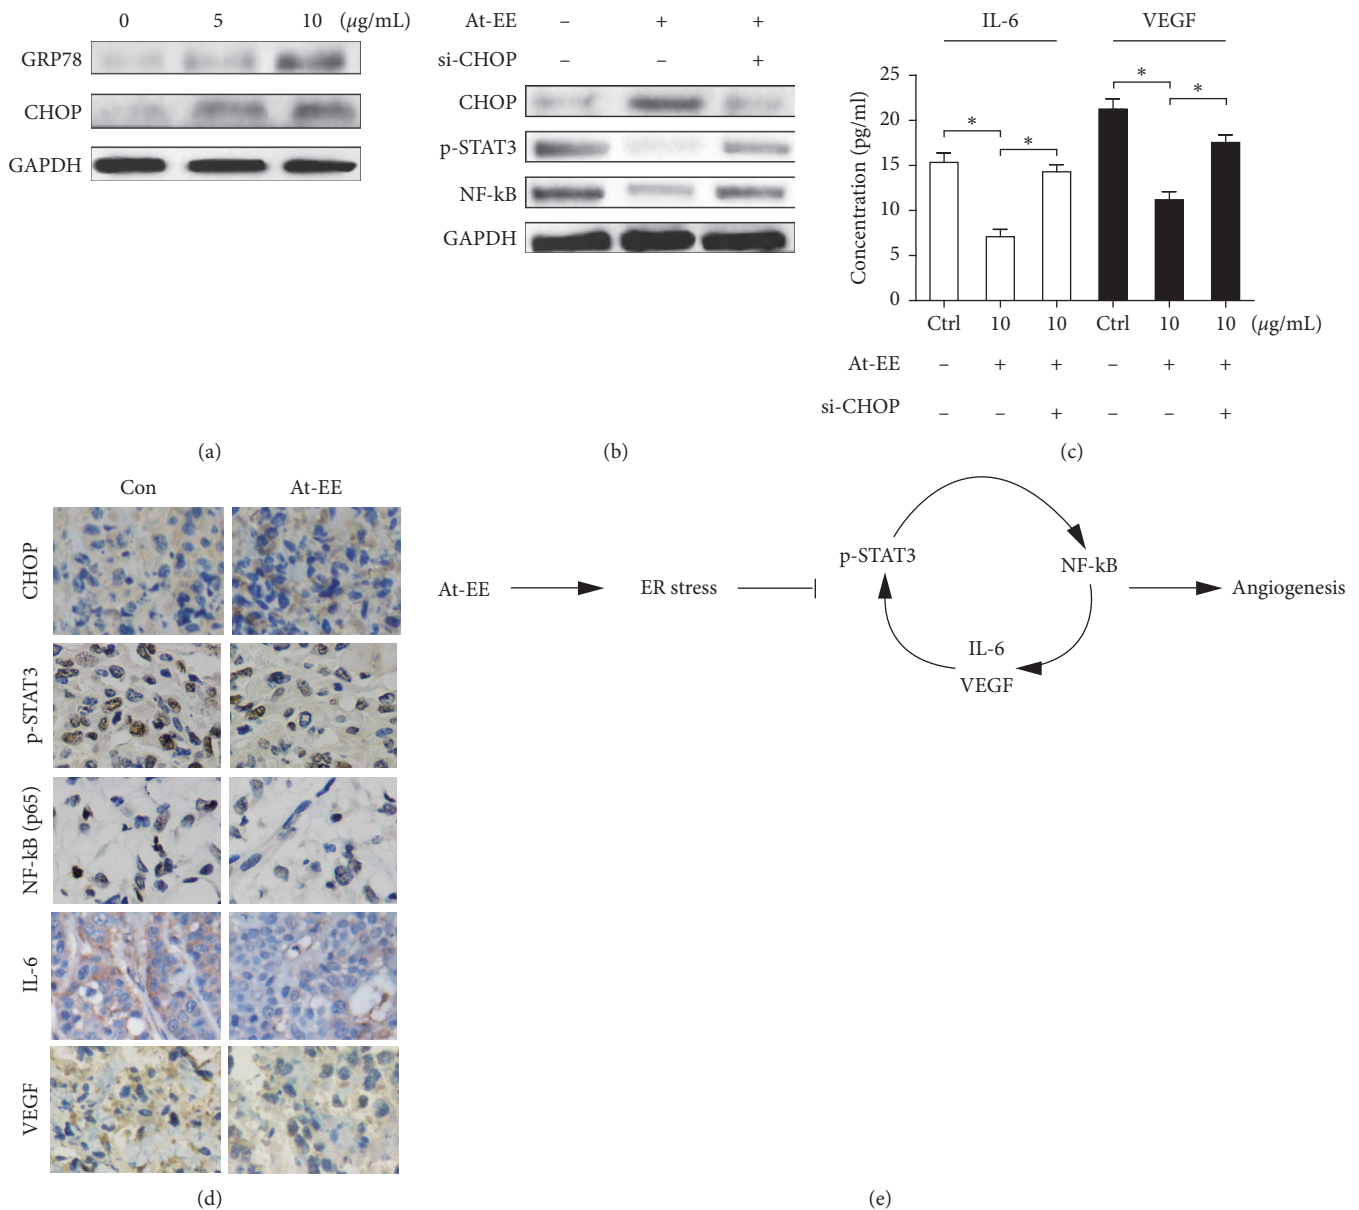 0 5 10 (μg/mL)
GRP78
CHOP
GAPDH
(a)
At-EE – + +
si-CHOP – – +
CHOP
p-STAT3
NF-kB
GAPDH
(b)
IL-6 VEGF
Concentration (pg/ml)
25
20
15
10
5
0
* * * *
Ctrl 10 10 Ctrl 10 10 (μg/mL)
At-EE – + + – + +
si-CHOP – – + – – +
(c)
Con At-EE
CHOP
p-STAT3
NF-kB (p65)
IL-6
VEGF
(d)
At-EE ER stress p-STAT3 NF-kB Angiogenesis
IL-6
VEGF
(e)